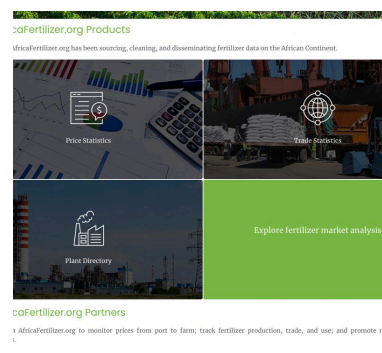 caFertilizer.org Products
AfricaFertilizer.org has been sourcing, cleaning, and disseminating fertilizer data on the African Continent.
Price Statistics
Trade Statistics
Plant Directory
Explore fertilizer market analysis
caFertilizer.org Partners
AfricaFertilizer.org to monitor prices from port to farm; track fertilizer production, trade, and use; and promote